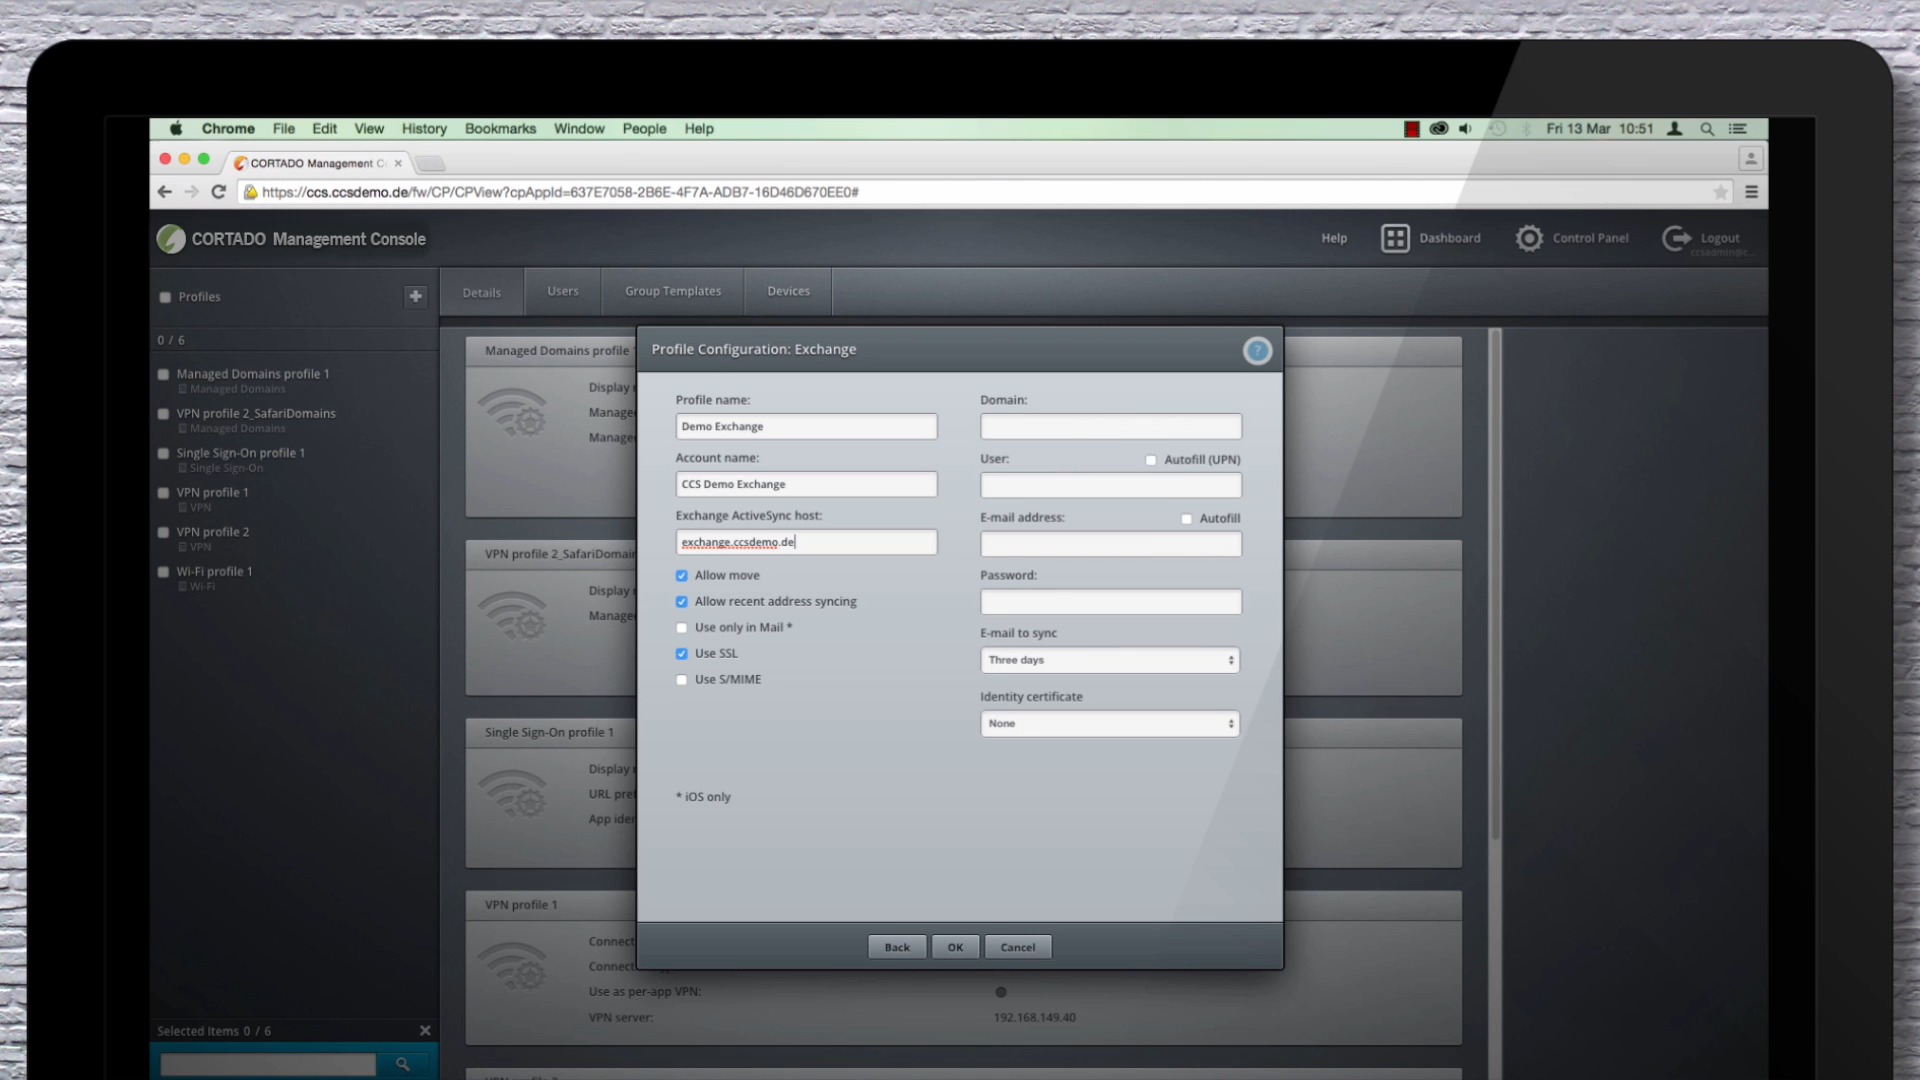 Chrome File Edit View History Bookmarks Window People Help
Fri 13 Mar 10:51
CORTADO Management C
https://ccs.ccsdemo.de/fw/CP/CPView?cpAppId=637E7058-2B6E-4F7A-ADB7-16D46D670EE0#
CORTADO Management Console
Help
Dashboard
Control Panel
Logout
ccsadmin@c...
Profiles
Details
Users
Group Templates
Devices
0 / 6
Managed Domains profile 1
Managed Domains
VPN profile 2_SafariDomains
Managed Domains
Single Sign-On profile 1
Single Sign-On
VPN profile 1
VPN
VPN profile 2
VPN
Wi-Fi profile 1
Wi-Fi
Selected Items 0 / 6
Managed Domains profile
Display
VPN profile 2_SafariDomain
Display
Single Sign-On profile 1
Display
URL
VPN profile 1
Use as per-app VPN:
VPN server:
192.168.149.40
Profile Configuration: Exchange
?
Profile name:
Demo Exchange
Account name:
CCS Demo Exchange
Exchange ActiveSync host:
exchange.ccsdemo.de
Allow move
Allow recent address syncing
Use only in Mail *
Use SSL
Use S/MIME
* iOS only
Domain:
User:
Autofill (UPN)
E-mail address:
Autofill
Password:
E-mail to sync
Three days
Identity certificate
None
Back
OK
Cancel